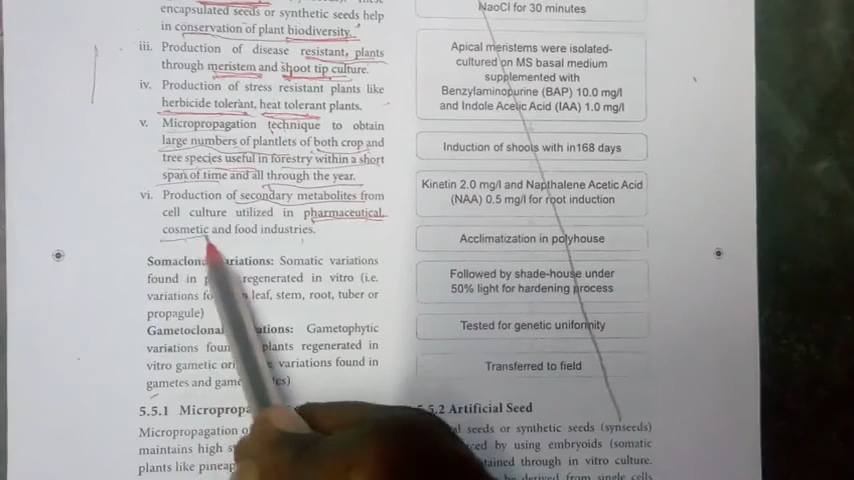 encapsulated seeds or synthetic seeds help
in conservation of plant biodiversity.
iii. Production of disease resistant plants
through meristem and shoot tip culture.
iv. Production of stress resistant plants like
herbicide tolerant, heat tolerant plants.
v. Micropropagation technique to obtain
large numbers of plantlets of both crop and
tree species useful in forestry within a short
span of time and all through the year.
vi. Production of secondary metabolites from
cell culture utilized in pharmaceutical,
cosmetic and food industries.
Somaclonal variations: Somatic variations
found in regenerated in vitro (i.e.
variations leaf, stem, root, tuber or
propagule)
Gametoclonal Gametophytic
variations plants regenerated in
vitro gametic variations found in
gametes and
5.5.1
Micropropagation
maintains high
plants like
NaoCl for 30 minutes
Apical meristems were isolated-
cultured on MS basal medium
supplemented with
Benzylaminopurine (BAP) 10.0 mg/l
and Indole Acetic Acid (IAA) 1.0 mg/l
Induction of shoots with in168 days
Kinetin 2.0 mg/l and Napthalene Acetic Acid
(NAA) 0.5 mg/l for root induction
Acclimatization in polyhouse
Followed by shade-house under
50% light for hardening process
Tested for genetic uniformity
Transferred to field
5.5.2 Artificial Seed
seeds or synthetic seeds (synseeds)
by using embryoids (somatic
through in vitro culture.
be derived from single cells